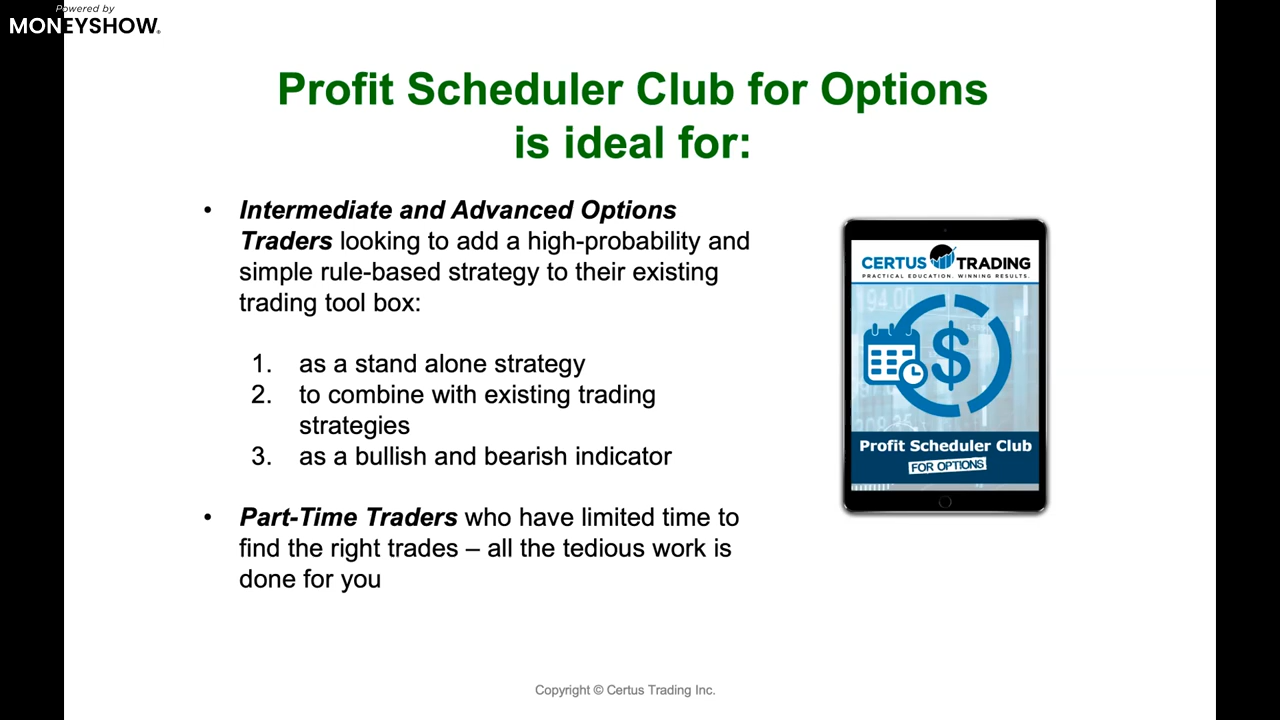 Powered by
MONEYSHOW.
Profit Scheduler Club for Options
is ideal for:
• Intermediate and Advanced Options
Traders looking to add a high-probability and
simple rule-based strategy to their existing
trading tool box:
1. as a stand alone strategy
2. to combine with existing trading
strategies
3. as a bullish and bearish indicator
• Part-Time Traders who have limited time to
find the right trades – all the tedious work is
done for you
CERTUS TRADING
PRACTICAL EDUCATION. WINNING RESULTS.
$
Profit Scheduler Club
FOR OPTIONS
Copyright © Certus Trading Inc.